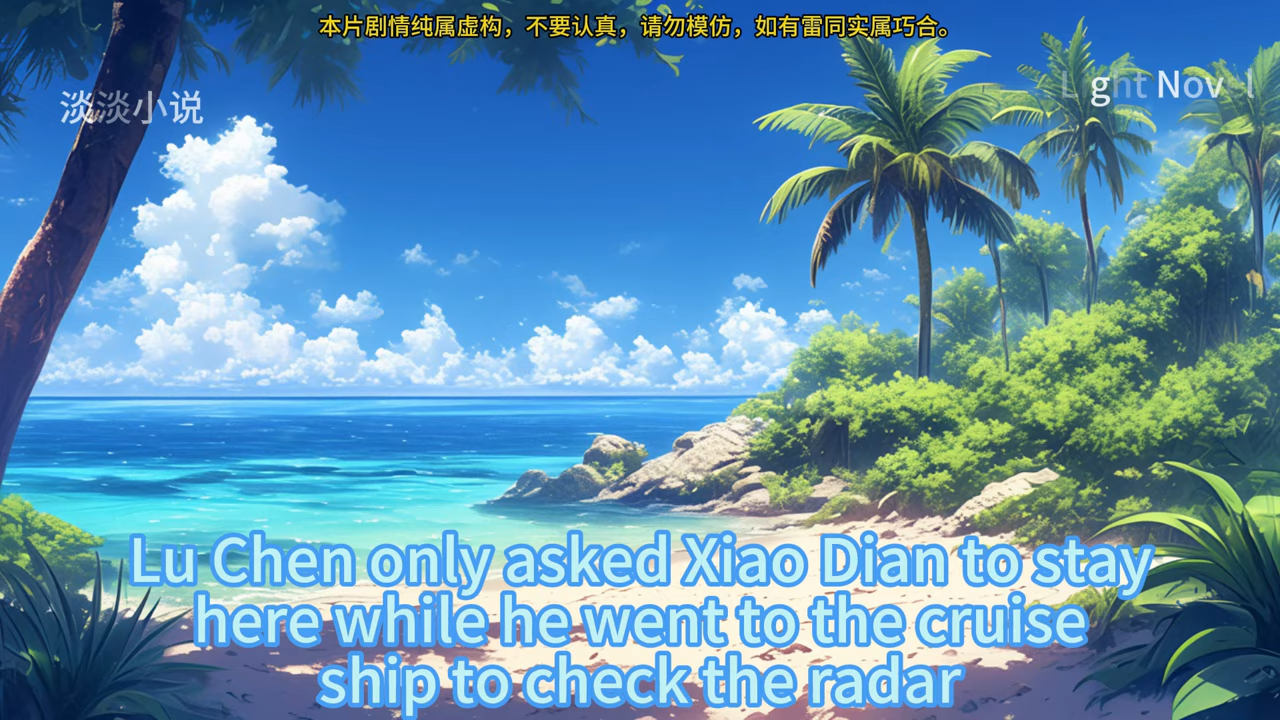 本片剧情纯属虚构，不要认真，请勿模仿，如有雷同实属巧合。
淡淡小说
L ght Nov l
Lu Chen only asked Xiao Dian to stay
here while he went to the cruise
ship to check the radar